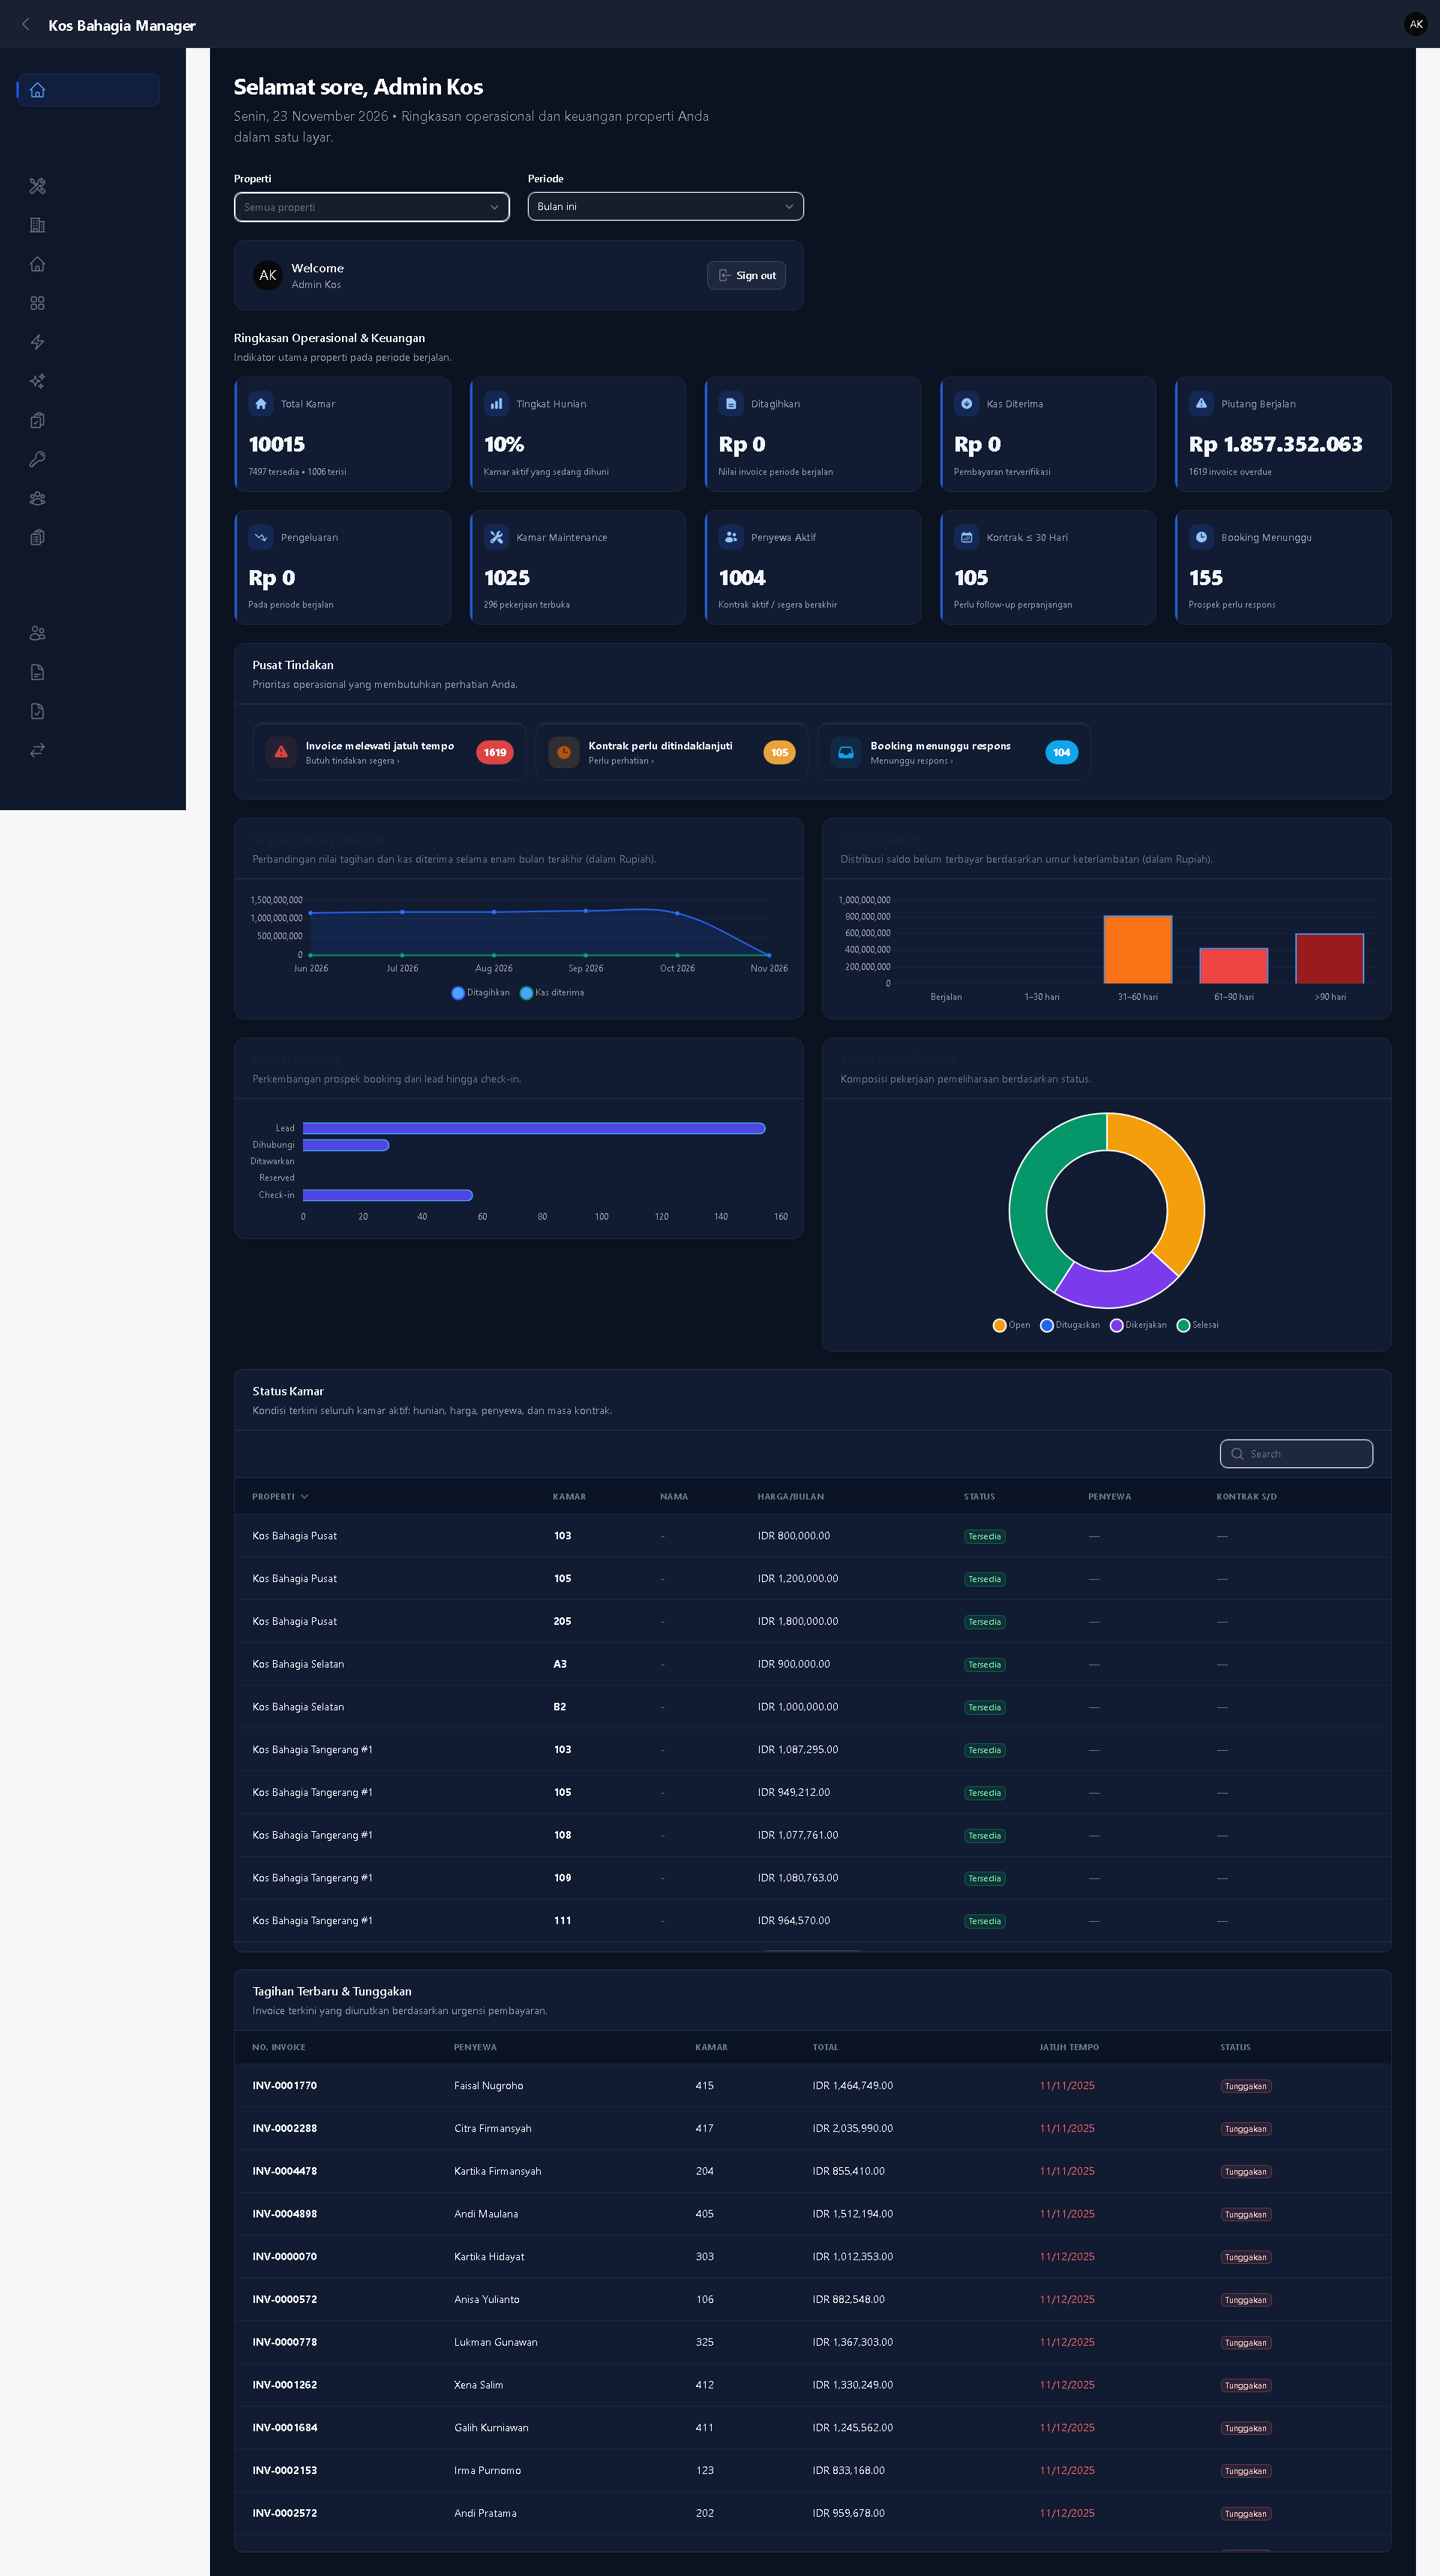 Kos Bahagia Manager
AK
Selamat sore, Admin Kos
Senin, 23 November 2026 • Ringkasan operasional dan keuangan properti Anda
dalam satu layar.
Properti
Periode
Semua properti
Bulan ini
AK
Welcome
Admin Kos
Sign out
Ringkasan Operasional & Keuangan
Indikator utama properti pada periode berjalan.
Total Kamar
10015
7497 tersedia • 1006 terisi
Tingkat Hunian
10%
Kamar aktif yang sedang dihuni
Ditagihkan
Rp 0
Nilai invoice periode berjalan
Kas Diterima
Rp 0
Pembayaran terverifikasi
Piutang Berjalan
Rp 1.857.352.063
1619 invoice overdue
Pengeluaran
Rp 0
Pada periode berjalan
Kamar Maintenance
1025
296 pekerjaan terbuka
Penyewa Aktif
1004
Kontrak aktif / segera berakhir
Kontrak ≤ 30 Hari
105
Perlu follow-up perpanjangan
Booking Menunggu
155
Prospek perlu respons
Pusat Tindakan
Prioritas operasional yang membutuhkan perhatian Anda.
Invoice melewati jatuh tempo
Butuh tindakan segera ›
1619
Kontrak perlu ditindaklanjuti
Perlu perhatian ›
105
Booking menunggu respons
Menunggu respons ›
104
Perbandingan nilai tagihan dan kas diterima selama enam bulan terakhir (dalam Rupiah).
1,500,000,000
1,000,000,000
500,000,000
0
Jun 2026 Jul 2026 Aug 2026 Sep 2026 Oct 2026 Nov 2026
Ditagihkan Kas diterima
Distribusi saldo belum terbayar berdasarkan umur keterlambatan (dalam Rupiah).
1,000,000,000
800,000,000
600,000,000
400,000,000
200,000,000
0
Berjalan 1–30 hari 31–60 hari 61–90 hari >90 hari
Perkembangan prospek booking dari lead hingga check-in.
Lead
Dihubungi
Ditawarkan
Reserved
Check-in
0 20 40 60 80 100 120 140 160
Komposisi pekerjaan pemeliharaan berdasarkan status.
Open Ditugaskan Dikerjakan Selesai
Status Kamar
Kondisi terkini seluruh kamar aktif: hunian, harga, penyewa, dan masa kontrak.
Search
PROPERTI KAMAR NAMA HARGA/BULAN STATUS PENYEWA KONTRAK S/D
Kos Bahagia Pusat 103 - IDR 800,000.00 Tersedia — —
Kos Bahagia Pusat 105 - IDR 1,200,000.00 Tersedia — —
Kos Bahagia Pusat 205 - IDR 1,800,000.00 Tersedia — —
Kos Bahagia Selatan A3 - IDR 900,000.00 Tersedia — —
Kos Bahagia Selatan B2 - IDR 1,000,000.00 Tersedia — —
Kos Bahagia Tangerang #1 103 - IDR 1,087,295.00 Tersedia — —
Kos Bahagia Tangerang #1 105 - IDR 949,212.00 Tersedia — —
Kos Bahagia Tangerang #1 108 - IDR 1,077,761.00 Tersedia — —
Kos Bahagia Tangerang #1 109 - IDR 1,080,763.00 Tersedia — —
Kos Bahagia Tangerang #1 111 - IDR 964,570.00 Tersedia — —
Tagihan Terbaru & Tunggakan
Invoice terkini yang diurutkan berdasarkan urgensi pembayaran.
NO. INVOICE PENYEWA KAMAR TOTAL JATUH TEMPO STATUS
INV-0001770 Faisal Nugroho 415 IDR 1,464,749.00 11/11/2025 Tunggakan
INV-0002288 Citra Firmansyah 417 IDR 2,035,990.00 11/11/2025 Tunggakan
INV-0004478 Kartika Firmansyah 204 IDR 855,410.00 11/11/2025 Tunggakan
INV-0004898 Andi Maulana 405 IDR 1,512,194.00 11/11/2025 Tunggakan
INV-0000070 Kartika Hidayat 303 IDR 1,012,353.00 11/12/2025 Tunggakan
INV-0000572 Anisa Yulianto 106 IDR 882,548.00 11/12/2025 Tunggakan
INV-0000778 Lukman Gunawan 325 IDR 1,367,303.00 11/12/2025 Tunggakan
INV-0001262 Xena Salim 412 IDR 1,330,249.00 11/12/2025 Tunggakan
INV-0001684 Galih Kurniawan 411 IDR 1,245,562.00 11/12/2025 Tunggakan
INV-0002153 Irma Purnomo 123 IDR 833,168.00 11/12/2025 Tunggakan
INV-0002572 Andi Pratama 202 IDR 959,678.00 11/12/2025 Tunggakan